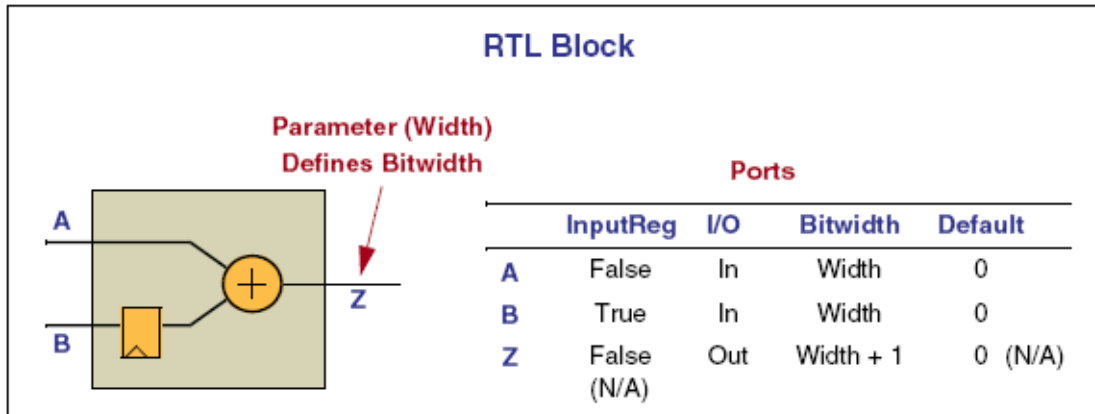 RTL Block
Parameter (Width)
Defines Bitwidth
A
B
+
Z
Ports
InputReg I/O Bitwidth Default
A False In Width 0
B True In Width 0
Z False Out Width + 1 0 (N/A)
(N/A)